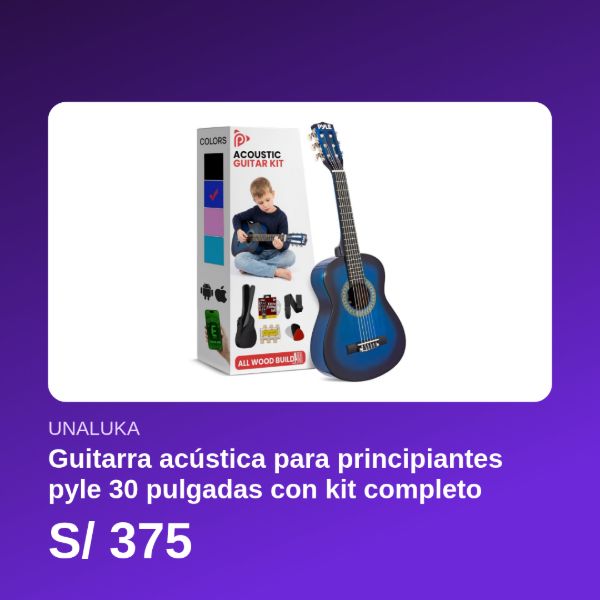 COLORS
ACOUSTIC
GUITAR KIT
ALL WOOD BUILD
PYLE
UNALUKA
Guitarra acústica para principiantes
pyle 30 pulgadas con kit completo
S/ 375